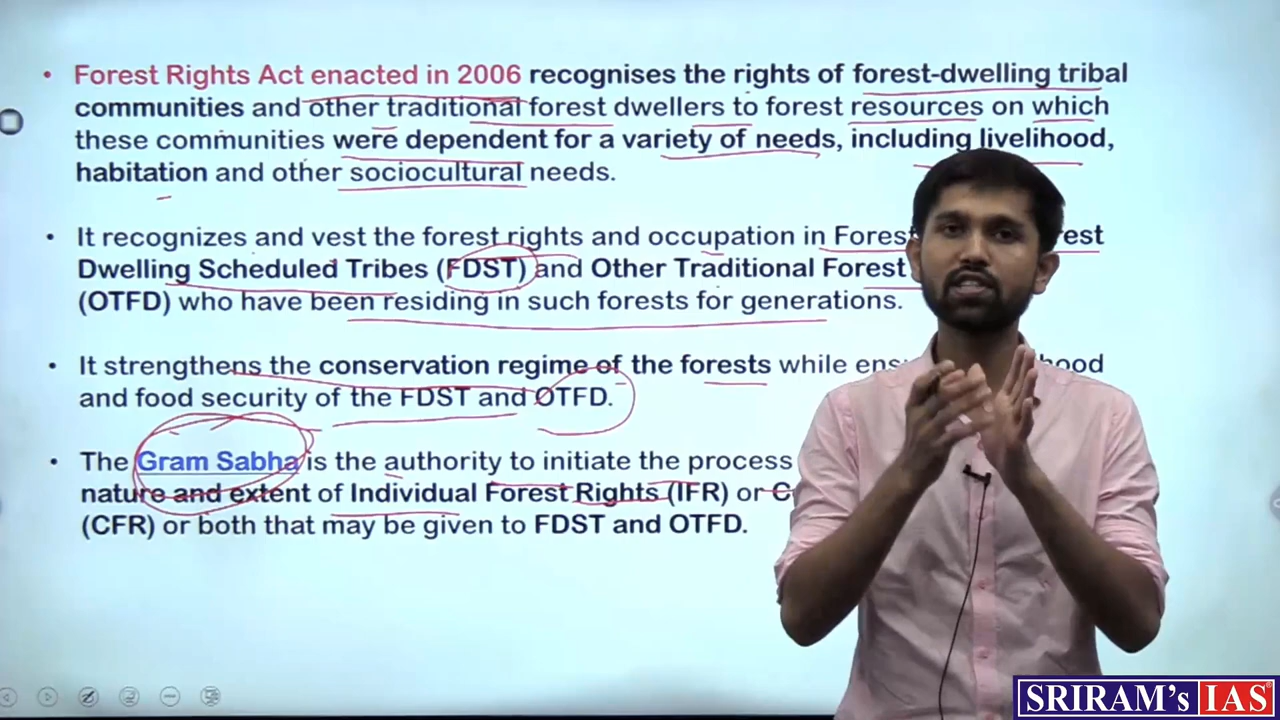 • Forest Rights Act enacted in 2006 recognises the rights of forest-dwelling tribal
communities and other traditional forest dwellers to forest resources on which
these communities were dependent for a variety of needs, including livelihood,
habitation and other sociocultural needs.
• It recognizes and vest the forest rights and occupation in Forest
Dwelling Scheduled Tribes (FDST) and Other Traditional Forest
(OTFD) who have been residing in such forests for generations.
• It strengthens the conservation regime of the forests while
and food security of the FDST and OTFD.
• The Gram Sabha is the authority to initiate the process
nature and extent of Individual Forest Rights (IFR) or
(CFR) or both that may be given to FDST and OTFD.
SRIRAM's IAS